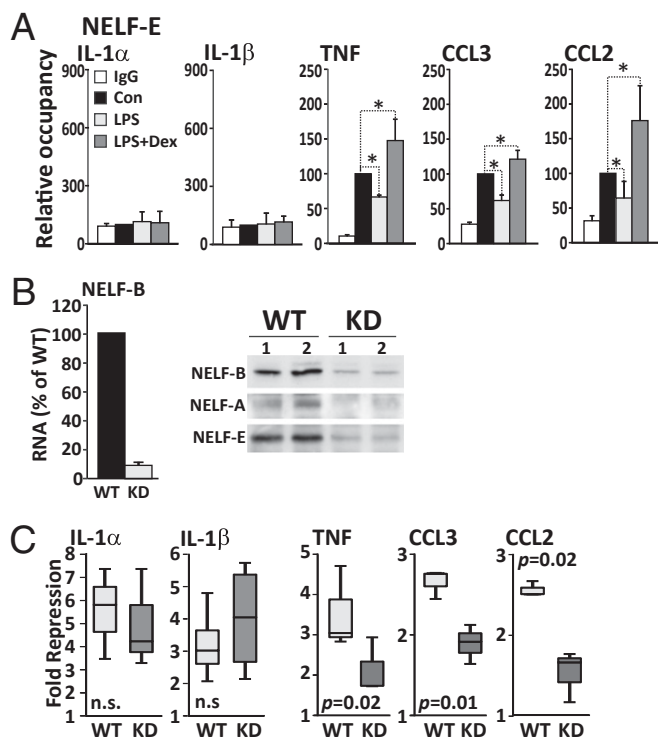 A
NELF-E
IL-1α
IL-1β
TNF
CCL3
CCL2
Relative occupancy
900
600
300
0
IgG
Con
LPS
LPS+Dex
900
600
300
0
250
200
150
100
50
0
* *
250
200
150
100
50
0
* *
250
200
150
100
50
0
* *
B
NELF-B
RNA (% of WT)
120
100
80
60
40
20
0
WT KD
WT KD
1 2 1 2
NELF-B
NELF-A
NELF-E
C
IL-1α
IL-1β
TNF
CCL3
CCL2
Fold Repression
8
7
6
5
4
3
2
1
n.s.
WT KD
6
5
4
3
2
1
n.s
WT KD
5
4
3
2
1
p=0.02
WT KD
3
2
1
p=0.01
WT KD
3
2
1
p=0.02
WT KD